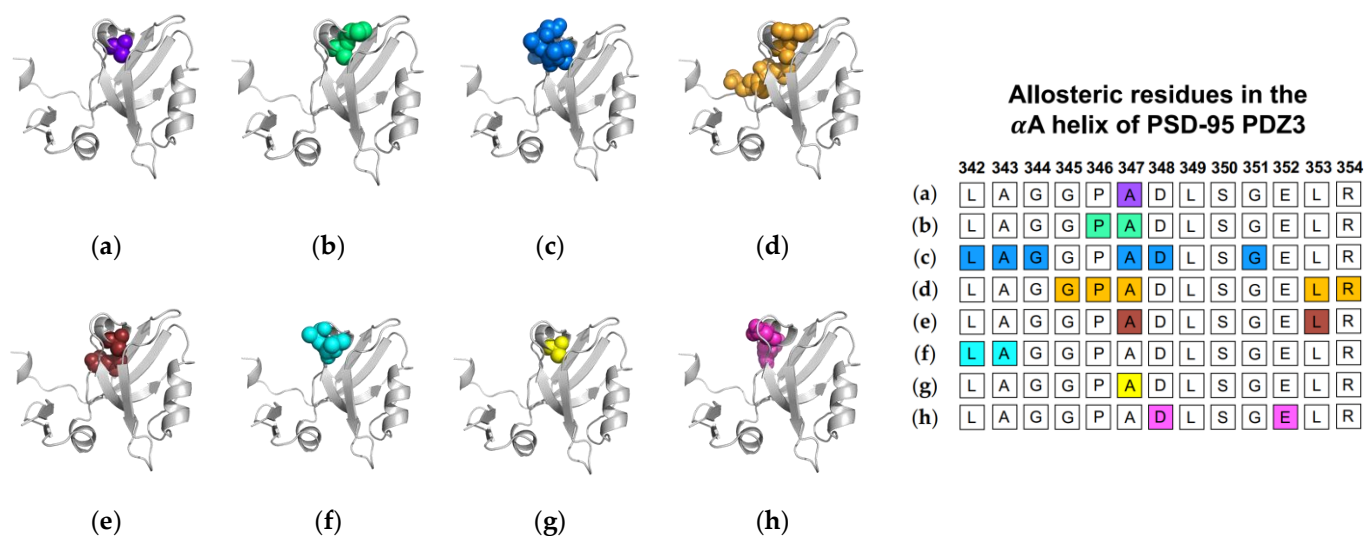 (a) (b) (c) (d)
(e) (f) (g) (h)
Allosteric residues in the
αA helix of PSD-95 PDZ3
342 343 344 345 346 347 348 349 350 351 352 353 354
(a) L A G G P A D L S G E L R
(b) L A G G P A D L S G E L R
(c) L A G G P A D L S G E L R
(d) L A G G P A D L S G E L R
(e) L A G G P A D L S G E L R
(f) L A G G P A D L S G E L R
(g) L A G G P A D L S G E L R
(h) L A G G P A D L S G E L R